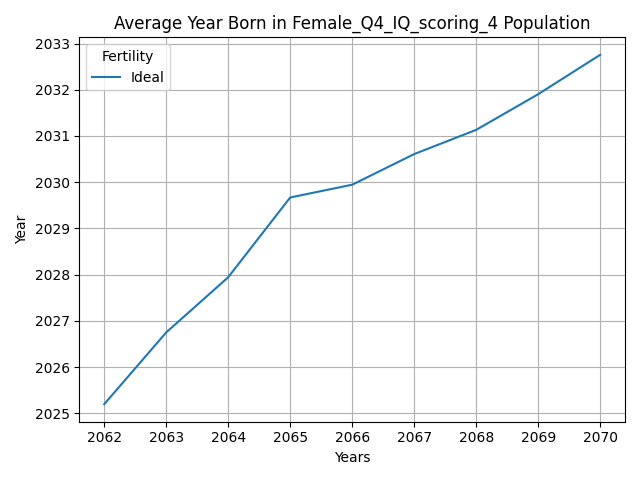 Average Year Born in Female_Q4_IQ_scoring_4 Population
Fertility
Ideal
2033
2032
2031
2030
2029
2028
2027
2026
2025
Year
2062 2063 2064 2065 2066 2067 2068 2069 2070
Years